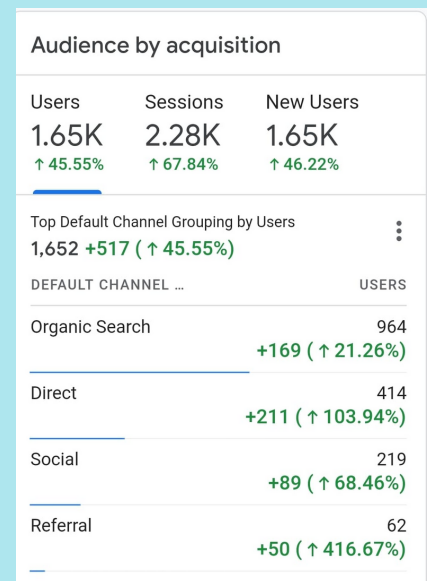 Audience by acquisition
Users Sessions New Users
1.65K 2.28K 1.65K
↑ 45.55% ↑ 67.84% ↑ 46.22%
Top Default Channel Grouping by Users
1,652 +517 ( ↑ 45.55%)
DEFAULT CHANNEL ... USERS
Organic Search 964
+169 ( ↑ 21.26%)
Direct 414
+211 ( ↑ 103.94%)
Social 219
+89 ( ↑ 68.46%)
Referral 62
+50 ( ↑ 416.67%)